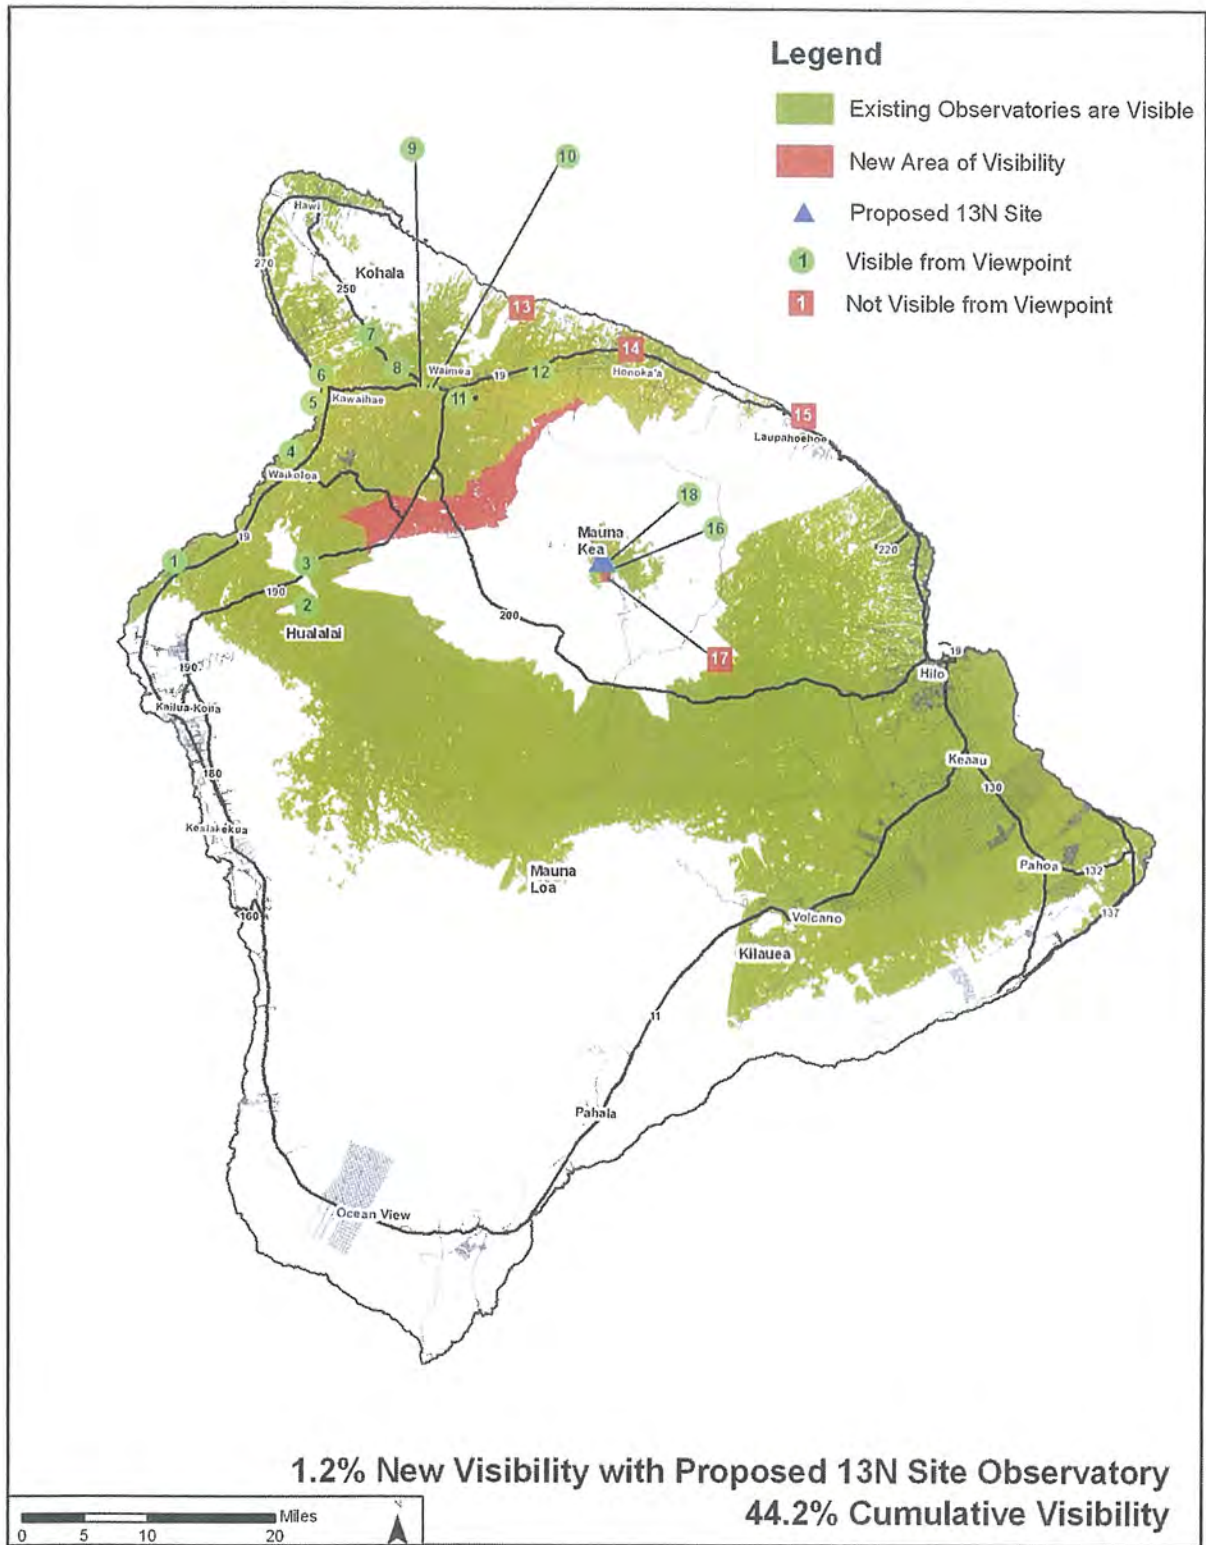 Legend
Existing Observatories are Visible
New Area of Visibility
Proposed 13N Site
1 Visible from Viewpoint
1 Not Visible from Viewpoint
9
10
Hawi
270
Kohala
250
13
7
14
6
8
Waimea
19
12
Honoka'a
5
Kawaihae
11
15
Laupahoehoe
4
Waikoloa
18
16
19
Mauna
Kea
220
1
3
190
2
Hualalai
200
17
19
Hilo
190
Kailua-Kona
Keaau
180
130
Kealakekua
Pahoa
132
Mauna
Loa
160
Volcano
137
Kilauea
11
Pahala
Ocean View
1.2% New Visibility with Proposed 13N Site Observatory
44.2% Cumulative Visibility
Miles
0 5 10 20
N